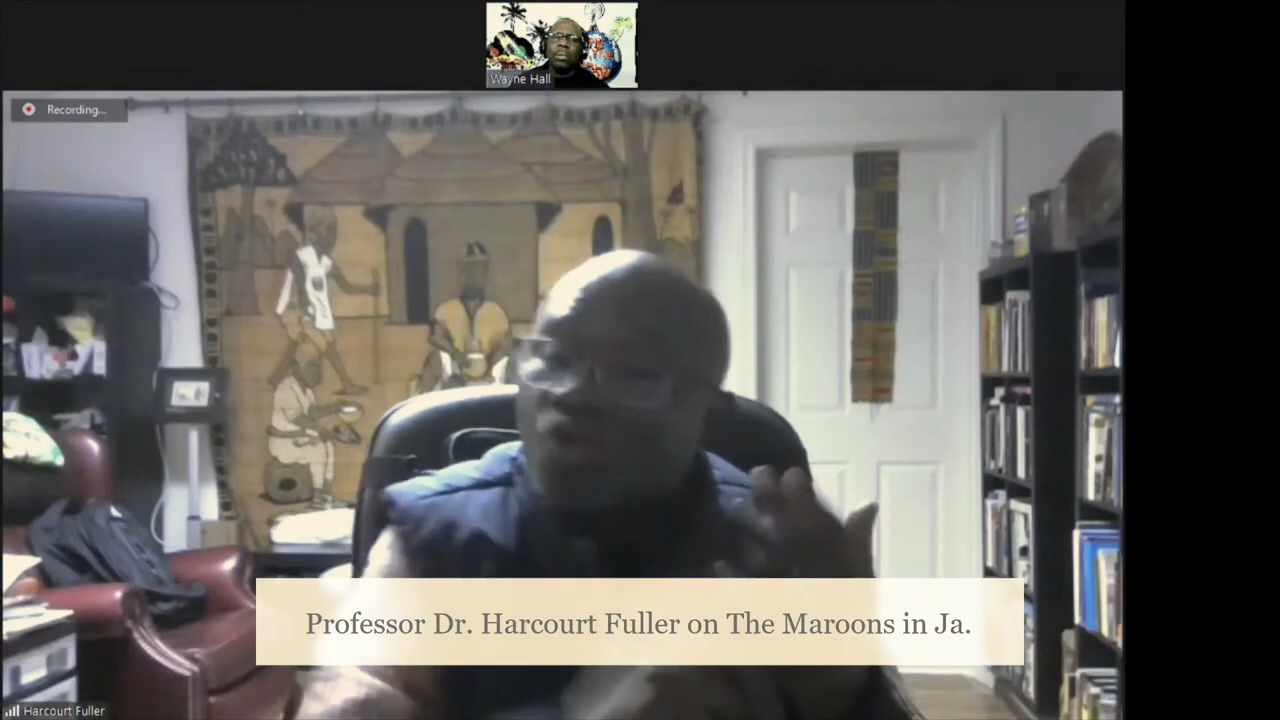 Wayne Hall
Recording...
Professor Dr. Harcourt Fuller on The Maroons in Ja.
Harcourt Fuller